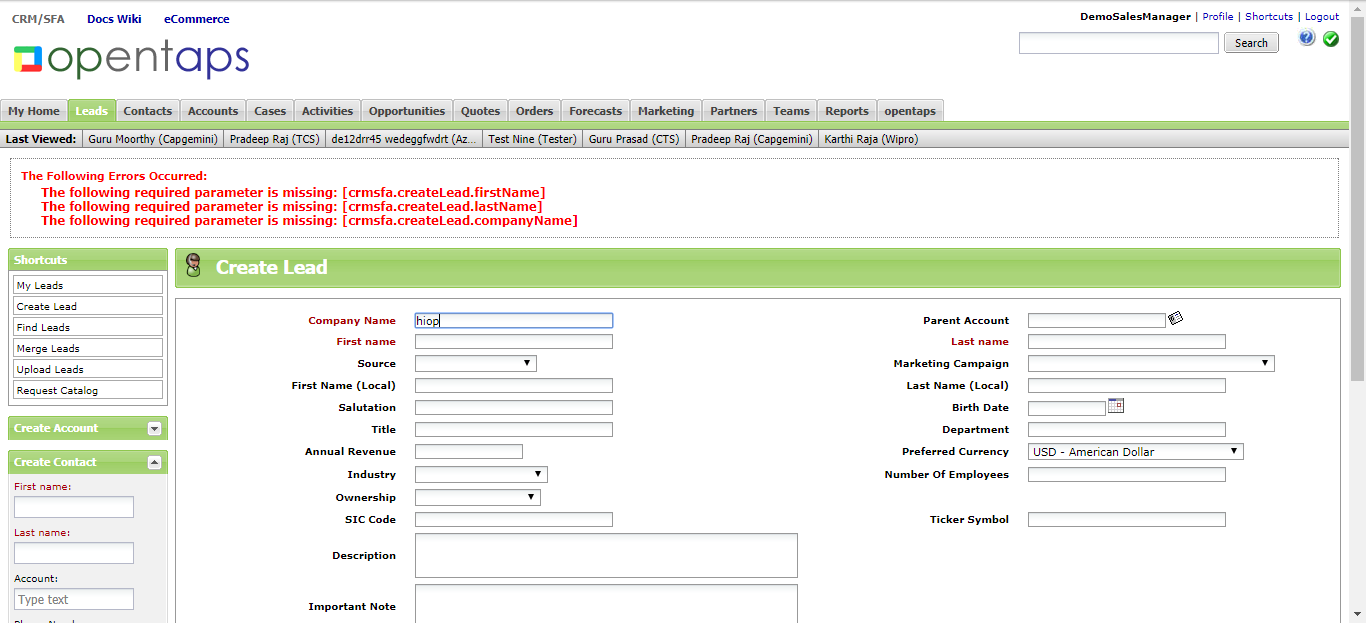 CRM/SFA Docs Wiki eCommerce
DemoSalesManager | Profile | Shortcuts | Logout
opentaps
Search
My Home Leads Contacts Accounts Cases Activities Opportunities Quotes Orders Forecasts Marketing Partners Teams Reports opentaps
Last Viewed: Guru Moorthy (Capgemini) Pradeep Raj (TCS) de12drr45 wedeggfwdrt (Az... Test Nine (Tester) Guru Prasad (CTS) Pradeep Raj (Capgemini) Karthi Raja (Wipro)
The Following Errors Occurred:
The following required parameter is missing: [crmsfa.createLead.firstName]
The following required parameter is missing: [crmsfa.createLead.lastName]
The following required parameter is missing: [crmsfa.createLead.companyName]
Shortcuts
My Leads
Create Lead
Find Leads
Merge Leads
Upload Leads
Request Catalog
Create Account
Create Contact
First name:
Last name:
Account:
Type text
Create Lead
Company Name hiop Parent Account
First name Last name
Source Marketing Campaign
First Name (Local) Last Name (Local)
Salutation Birth Date
Title Department
Annual Revenue Preferred Currency USD - American Dollar
Industry Number Of Employees
Ownership
SIC Code Ticker Symbol
Description
Important Note